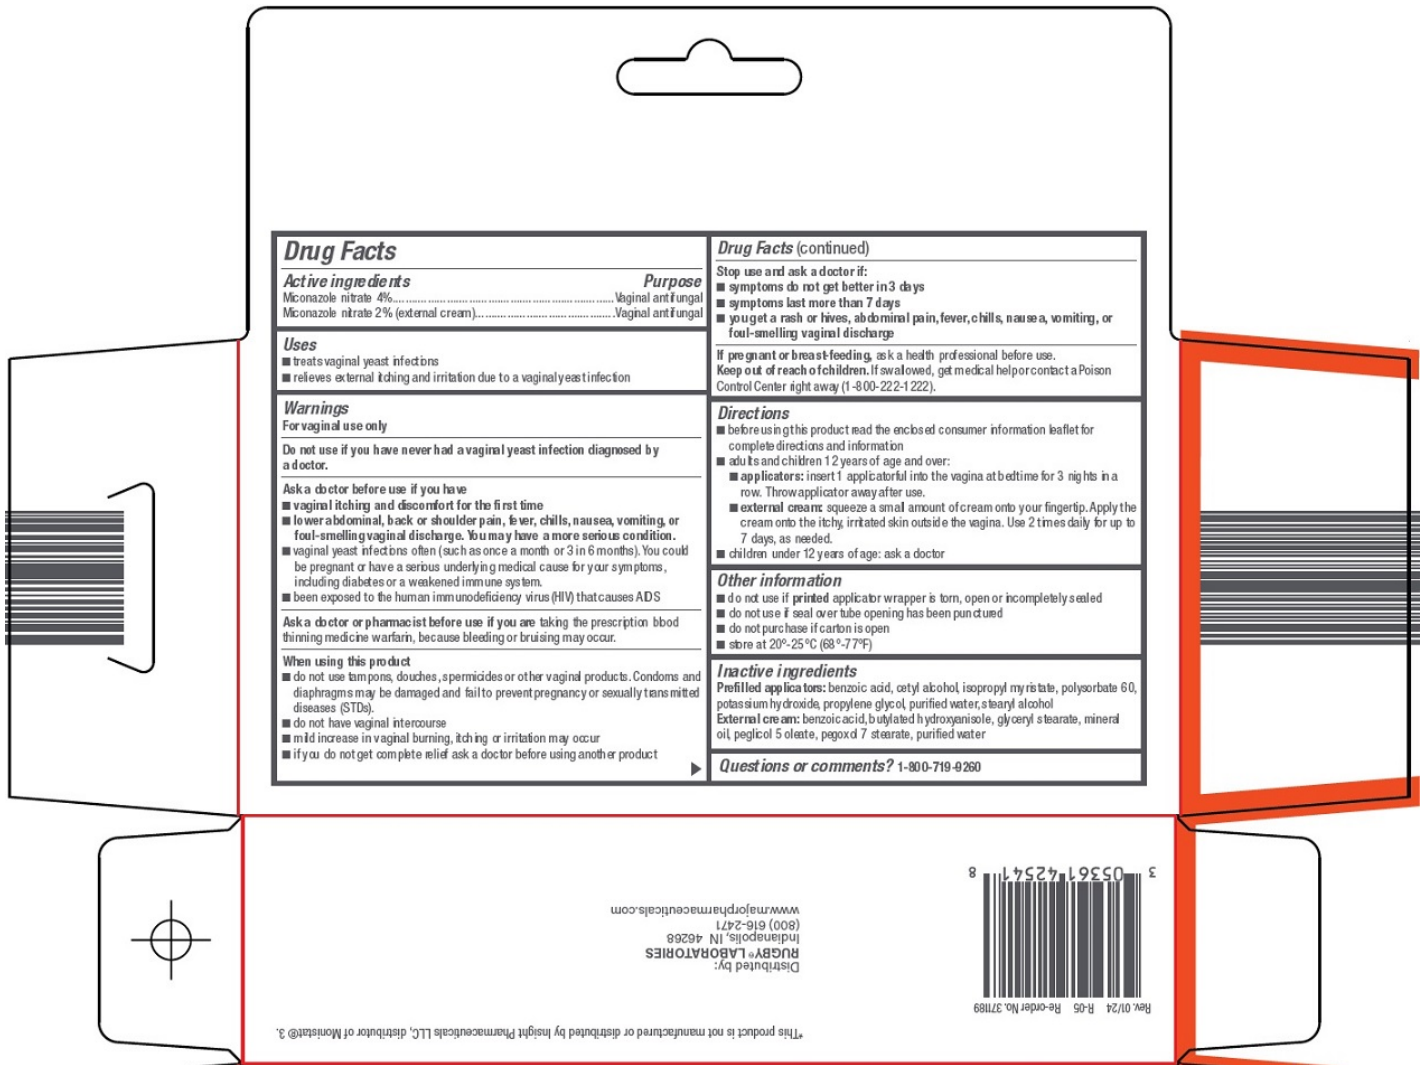 Drug Facts
Active ingredients Purpose
Miconazole nitrate 4%..................................................................Vaginal antifungal
Miconazole nitrate 2% (external cream)..........................................Vaginal antifungal
Uses
■ treats vaginal yeast infections
■ relieves external itching and irritation due to a vaginal yeast infection
Warnings
For vaginal use only
Do not use if you have never had a vaginal yeast infection diagnosed by
a doctor.
Ask a doctor before use if you have
■ vaginal itching and discomfort for the first time
■ lower abdominal, back or shoulder pain, fever, chills, nausea, vomiting, or
foul-smelling vaginal discharge. You may have a more serious condition.
■ vaginal yeast infections often (such as once a month or 3 in 6 months). You could
be pregnant or have a serious underlying medical cause for your symptoms,
including diabetes or a weakened immune system.
■ been exposed to the human immunodeficiency virus (HIV) that causes AIDS
Ask a doctor or pharmacist before use if you are taking the prescription blood
thinning medicine warfarin, because bleeding or bruising may occur.
When using this product
■ do not use tampons, douches, spermicides or other vaginal products. Condoms and
diaphragms may be damaged and fail to prevent pregnancy or sexually transmitted
diseases (STDs).
■ do not have vaginal intercourse
■ mild increase in vaginal burning, itching or irritation may occur
■ if you do not get complete relief ask a doctor before using another product
Drug Facts (continued)
Stop use and ask a doctor if:
■ symptoms do not get better in 3 days
■ symptoms last more than 7 days
■ you get a rash or hives, abdominal pain, fever, chills, nausea, vomiting, or
foul-smelling vaginal discharge
If pregnant or breast-feeding, ask a health professional before use.
Keep out of reach of children. If swallowed, get medical help or contact a Poison
Control Center right away (1-800-222-1222).
Directions
■ before using this product read the enclosed consumer information leaflet for
complete directions and information
■ adults and children 12 years of age and over:
■ applicators: insert 1 applicatorful into the vagina at bedtime for 3 nights in a
row. Throw applicator away after use.
■ external cream: squeeze a small amount of cream onto your fingertip. Apply the
cream onto the itchy, irritated skin outside the vagina. Use 2 times daily for up to
7 days, as needed.
■ children under 12 years of age: ask a doctor
Other information
■ do not use if printed applicator wrapper is torn, open or incompletely sealed
■ do not use if seal over tube opening has been punctured
■ do not purchase if carton is open
■ store at 20º-25ºC (68º-77ºF)
Inactive ingredients
Prefilled applicators: benzoic acid, cetyl alcohol, isopropyl myristate, polysorbate 60,
potassium hydroxide, propylene glycol, purified water, stearyl alcohol
External cream: benzoic acid, butylated hydroxyanisole, glyceryl stearate, mineral
oil, peglicol 5 oleate, pegoxol 7 stearate, purified water
Questions or comments? 1-800-719-9260
*This product is not manufactured or distributed by Insight Pharmaceuticals LLC, distributor of Monistat® 3.
Distributed by:
RUGBY® LABORATORIES
Indianapolis, IN 46268
(800) 616-2471
www.majorpharmaceuticals.com
Rev. 01/24 R-05 Re-order No. 371189
3 05361 42541 8